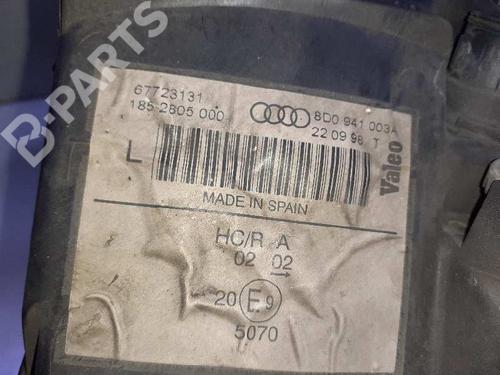 B-PARTS
67723131
185 2805 000
8D0 941 003A
22 09 98 T
L
Valeo
MADE IN SPAIN
HC/R A
02 02
20 E 9
5070